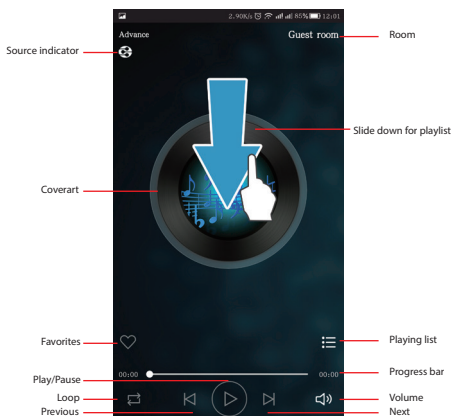 2.90K/s 85% 12:01
Advance
Guest room
Room
Source indicator
Slide down for playlist
Coverart
Favorites
Playing list
00:00
00:00
Progress bar
Play/Pause
Loop
Volume
Previous
Next